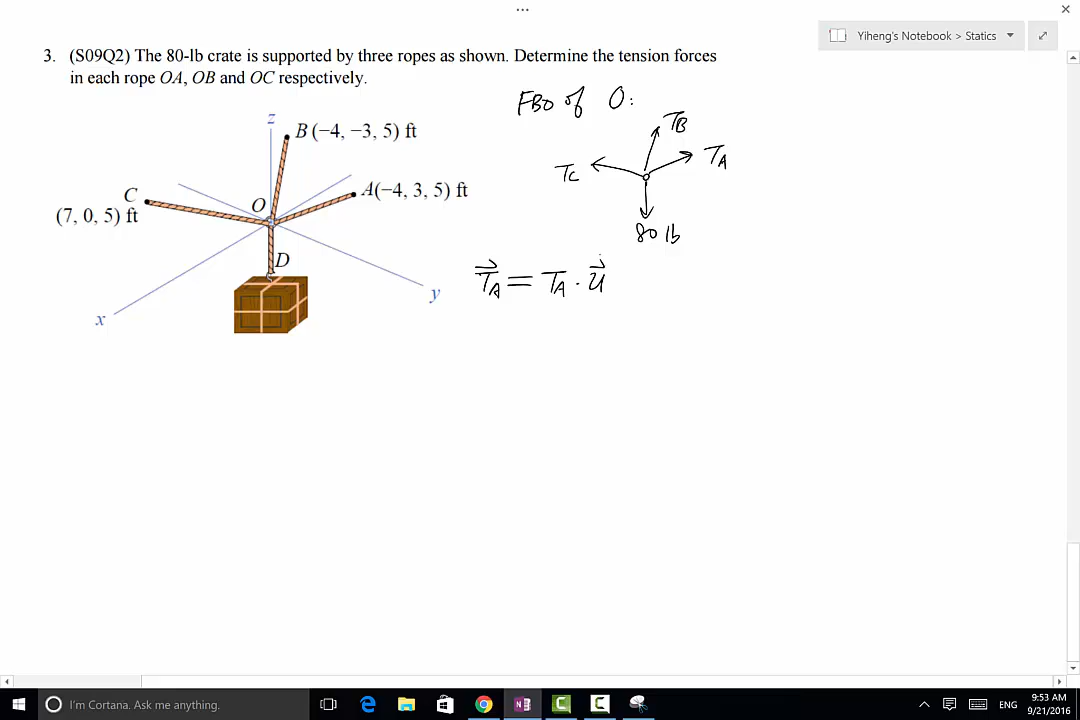 Yiheng's Notebook > Statics
3. (S09Q2) The 80-lb crate is supported by three ropes as shown. Determine the tension forces
in each rope OA, OB and OC respectively.
FBD of O:
z
B (−4, −3, 5) ft
TB
TA
TC
C
(7, 0, 5) ft
O
A(−4, 3, 5) ft
80 lb
D
T⃗A = TA · u⃗
x
y
I'm Cortana. Ask me anything.
ENG
9:53 AM
9/21/2016